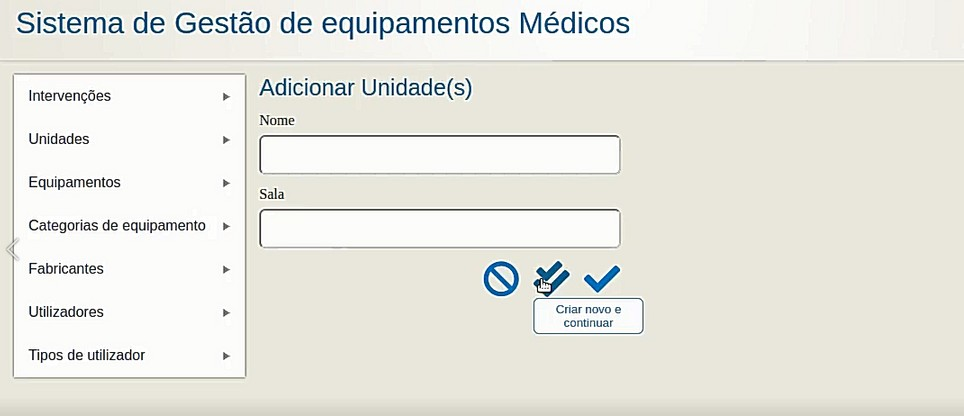 Sistema de Gestão de equipamentos Médicos
Intervenções
Unidades
Equipamentos
Categorias de equipamento
Fabricantes
Utilizadores
Tipos de utilizador
Adicionar Unidade(s)
Nome
Sala
Criar novo e
continuar